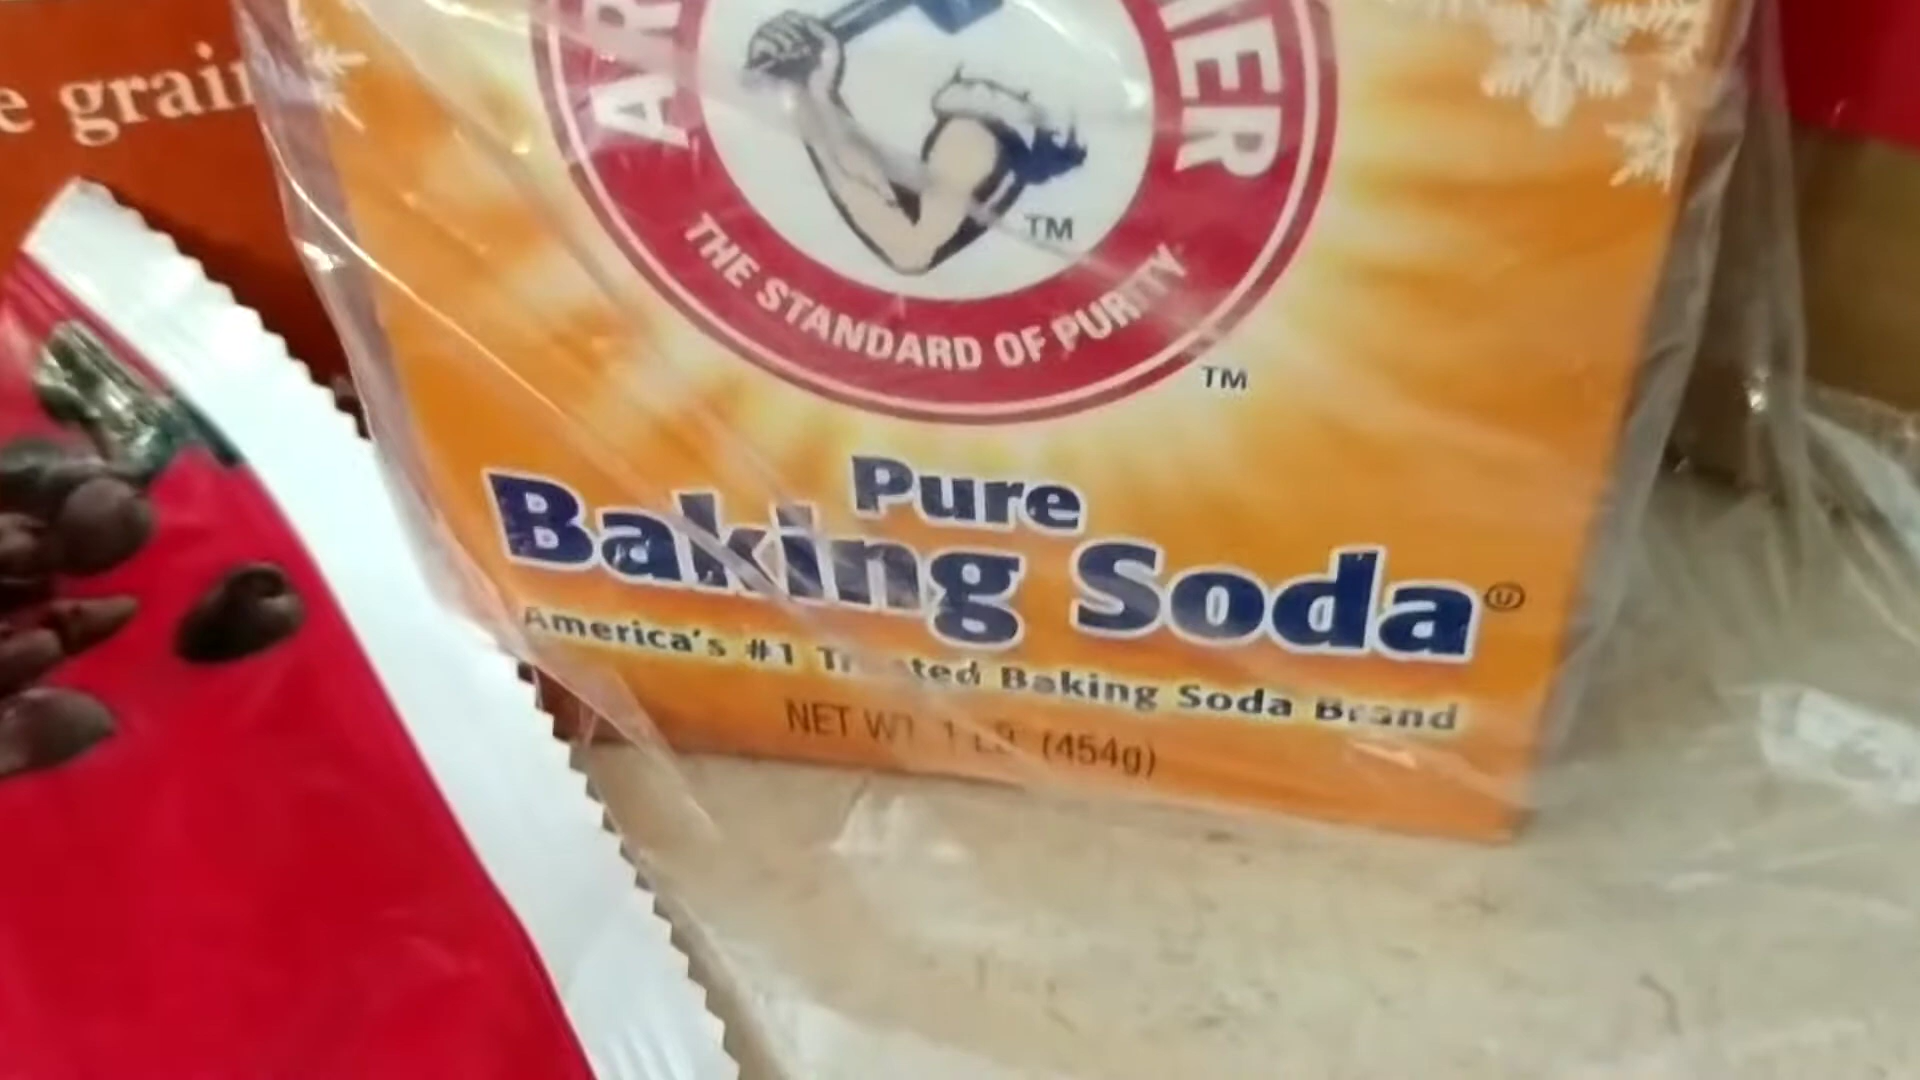 e grain
AR
MER
THE STANDARD OF PURITY
TM
TM
Pure
Baking Soda
America's #1 Trusted Baking Soda Brand
NET WT. 1 LB. (454g)